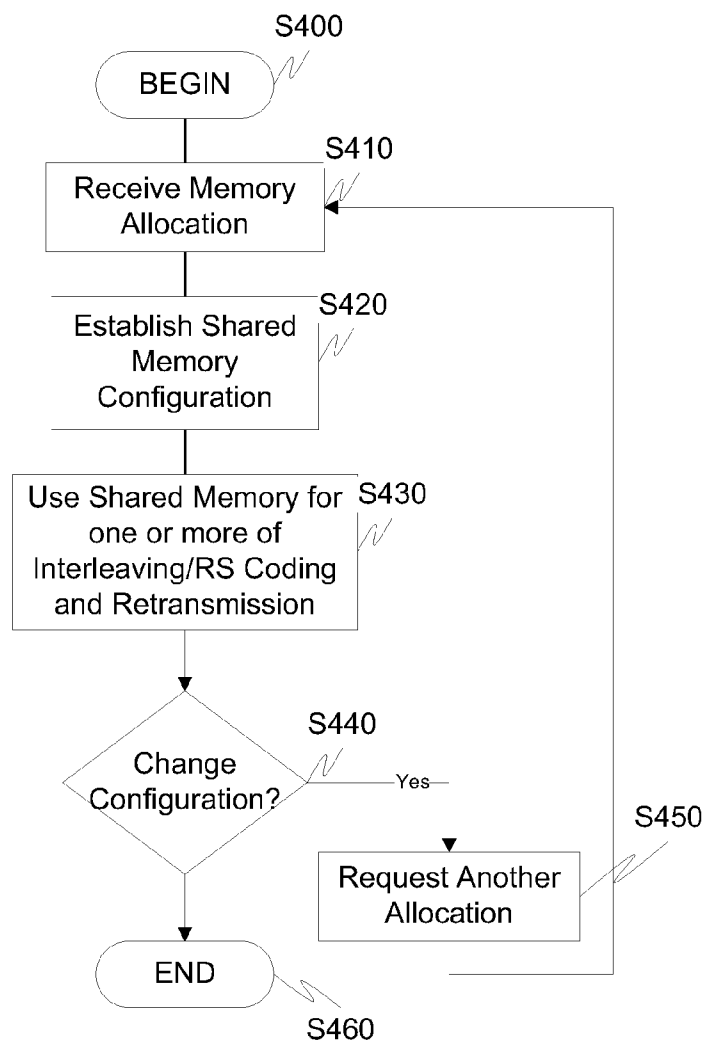 S400
BEGIN
S410
Receive Memory
Allocation
S420
Establish Shared
Memory
Configuration
S430
Use Shared Memory for
one or more of
Interleaving/RS Coding
and Retransmission
S440
Change
Configuration?
Yes
S450
Request Another
Allocation
END
S460